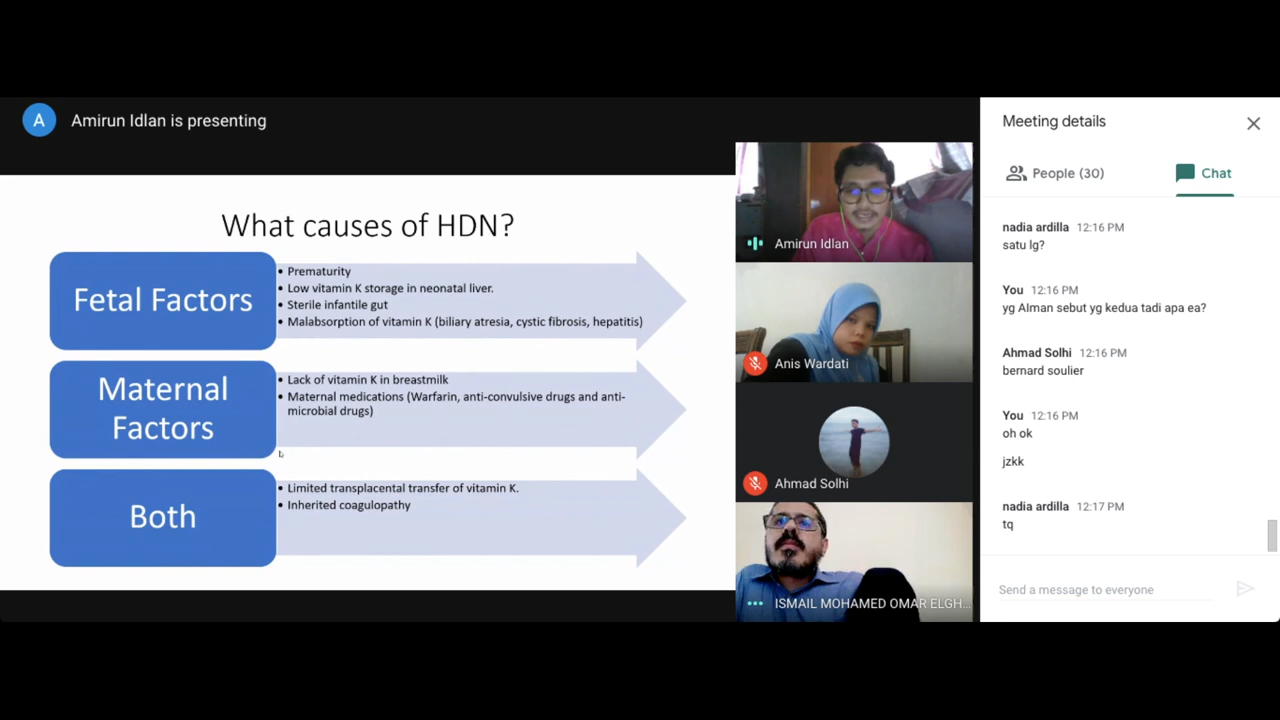 A
Amirun Idlan is presenting
What causes of HDN?
Fetal Factors
• Prematurity
• Low vitamin K storage in neonatal liver.
• Sterile infantile gut
• Malabsorption of vitamin K (biliary atresia, cystic fibrosis, hepatitis)
Maternal
Factors
• Lack of vitamin K in breastmilk
• Maternal medications (Warfarin, anti-convulsive drugs and anti-
microbial drugs)
Both
• Limited transplacental transfer of vitamin K.
• Inherited coagulopathy
Amirun Idlan
Anis Wardati
Ahmad Solhi
ISMAIL MOHAMED OMAR ELGH...
Meeting details
People (30)
Chat
nadia ardilla 12:16 PM
satu lg?
You 12:16 PM
yg Alman sebut yg kedua tadi apa ea?
Ahmad Solhi 12:16 PM
bernard soulier
You 12:16 PM
oh ok
jzkk
nadia ardilla 12:17 PM
tq
Send a message to everyone